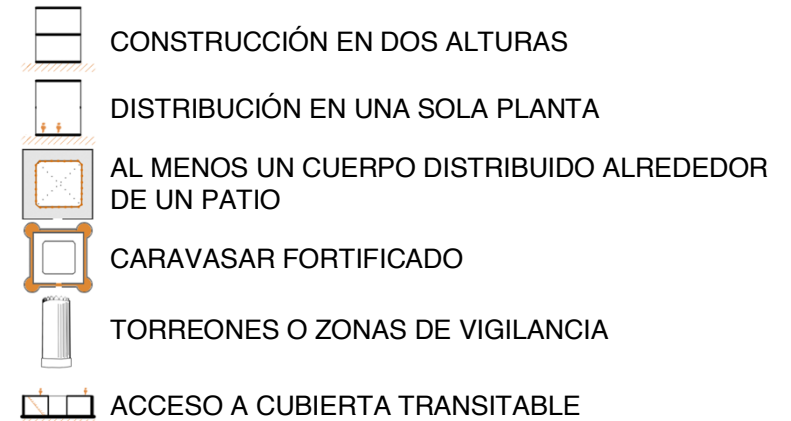 CONSTRUCCIÓN EN DOS ALTURAS
DISTRIBUCIÓN EN UNA SOLA PLANTA
AL MENOS UN CUERPO DISTRIBUIDO ALREDEDOR
DE UN PATIO
CARAVASAR FORTIFICADO
TORREONES O ZONAS DE VIGILANCIA
ACCESO A CUBIERTA TRANSITABLE